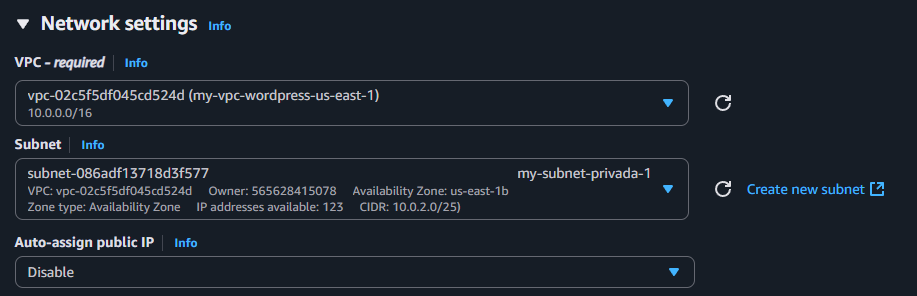 Network settings Info
VPC - required Info
vpc-02c5f5df045cd524d (my-vpc-wordpress-us-east-1)
10.0.0.0/16
Subnet Info
subnet-086adf13718d3f577 my-subnet-privada-1
VPC: vpc-02c5f5df045cd524d Owner: 565628415078 Availability Zone: us-east-1b
Zone type: Availability Zone IP addresses available: 123 CIDR: 10.0.2.0/25)
Create new subnet
Auto-assign public IP Info
Disable